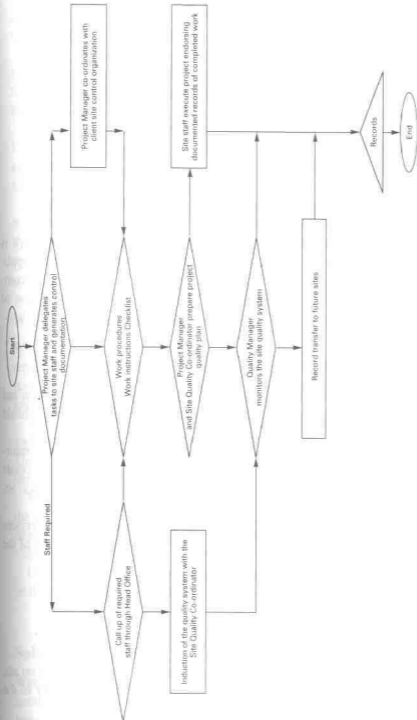 Start
Project Manager delegates
tasks to site staff and generates control
documentation
Project Manager co-ordinates with
client site control organization
Staff Required
Call up of required
staff through Head Office
Work procedures
Work instructions Checklist
Induction of the quality system with the
Site Quality Co-ordinator
Project Manager
and Site Quality Co-ordinator prepare project
quality plan
Site staff execute project endorsing
documented records of completed work
Quality Manager
monitors the site quality system
Record transfer to future sites
Records
End